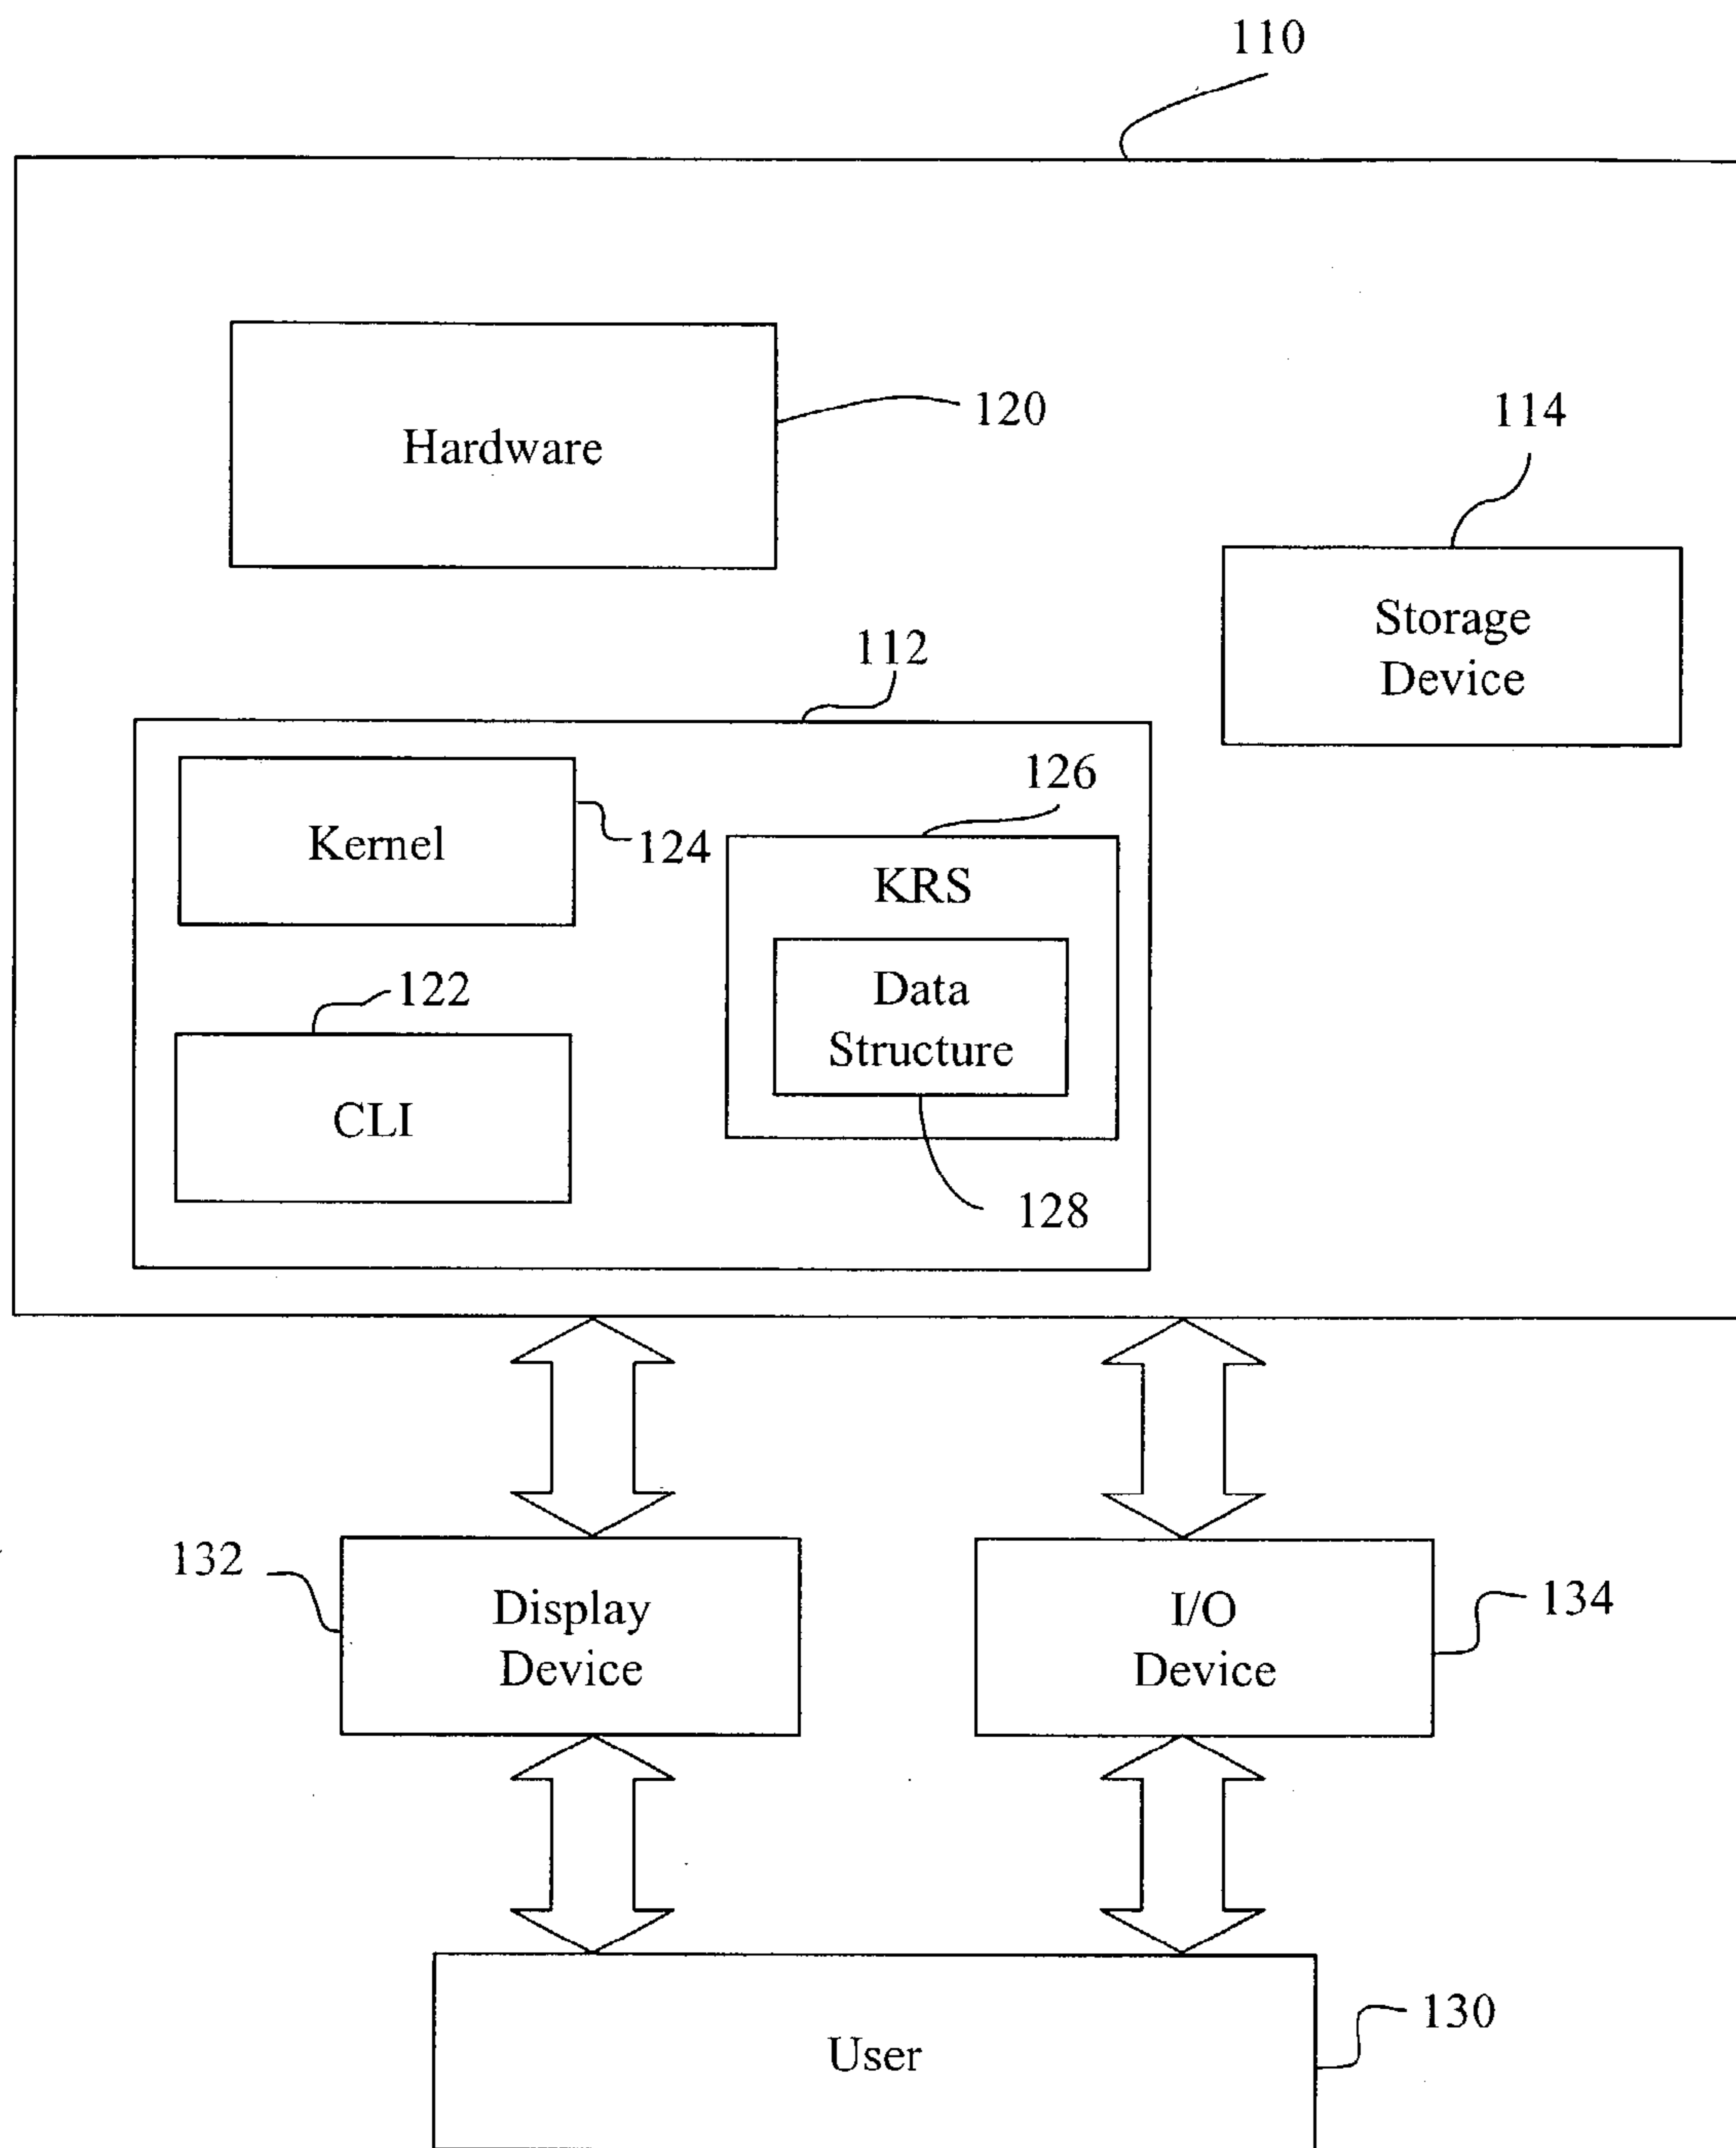 110
Hardware
120
114
Storage
Device
112
Kernel
124
126
KRS
Data
Structure
122
CLI
128
132
Display
Device
I/O
Device
134
User
130